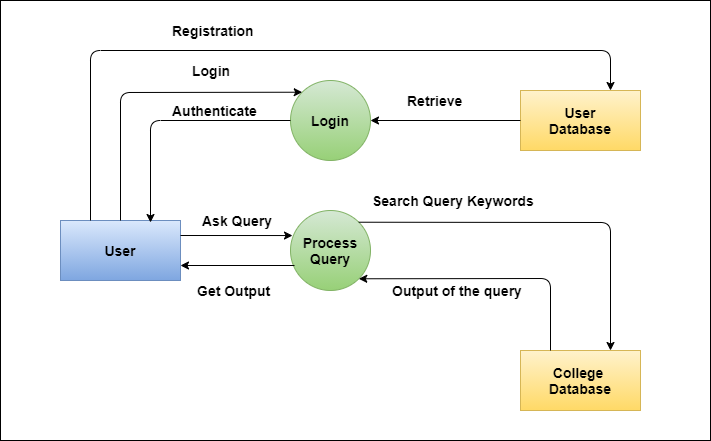 Registration
Login
Authenticate
Login
Retrieve
User
Database
User
Ask Query
Process
Query
Search Query Keywords
Get Output
Output of the query
College
Database